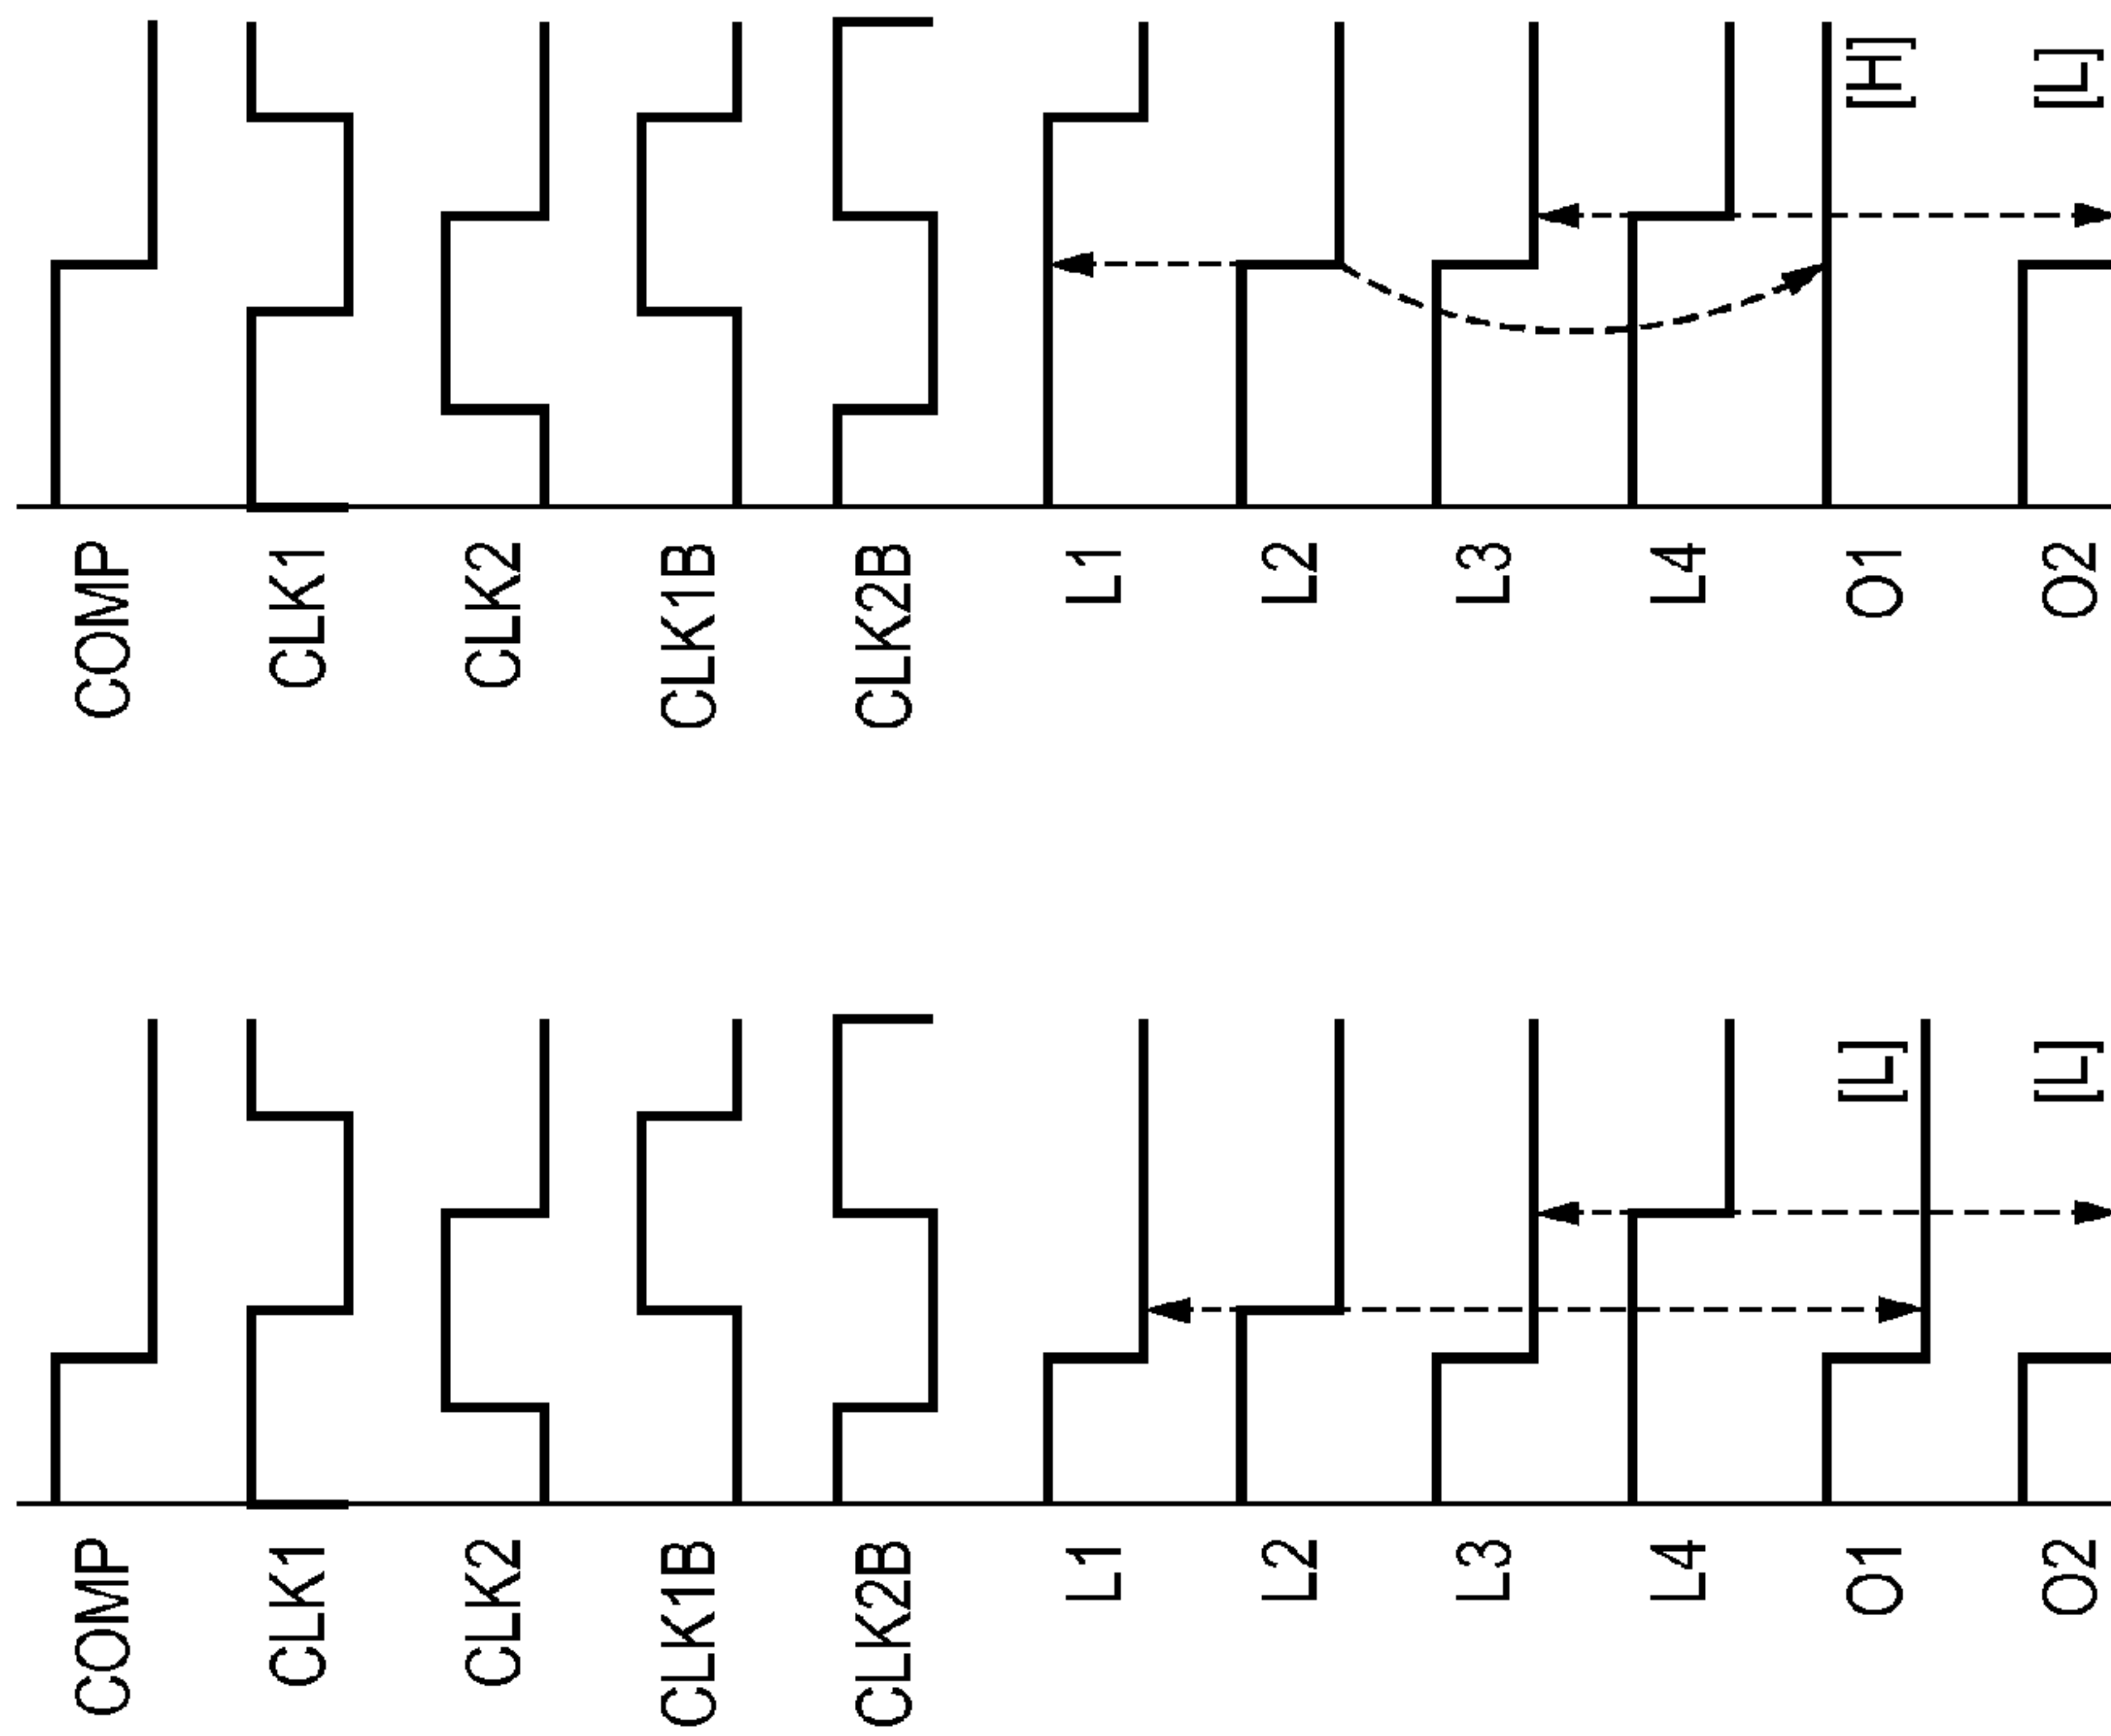 COMP
CLK1
CLK2
CLK1B
CLK2B
L1
L2
L3
L4
O1
[L]
O2
[L]
COMP
CLK1
CLK2
CLK1B
CLK2B
L1
L2
L3
L4
O1
[H]
O2
[L]